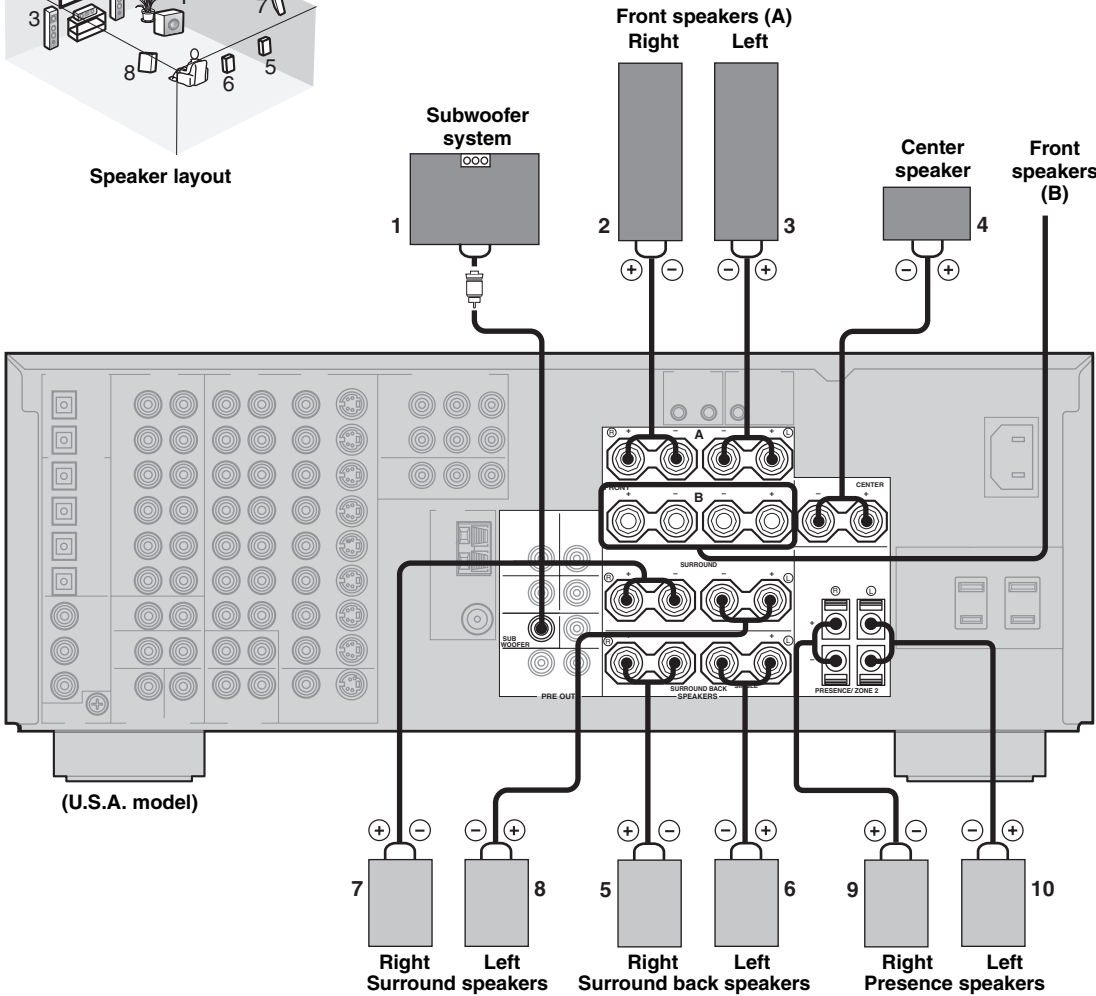 3
7
8
6
5
Speaker layout
Front speakers (A)
Right Left
Subwoofer
system
Center
speaker
Front
speakers
(B)
1
2
3
4
+ − − +
− +
R + − A − + L
FRONT
+ − B − +
CENTER
− +
SURROUND
R + − − + L
R L
SUB
WOOFER
R + L
+
−
SURROUND BACK
SPEAKERS
PRE OUT
PRESENCE/ ZONE 2
(U.S.A. model)
+ − − + + − − + + − − +
7 8 5 6 9 10
Right Left Right Left Right Left
Surround speakers Surround back speakers Presence speakers